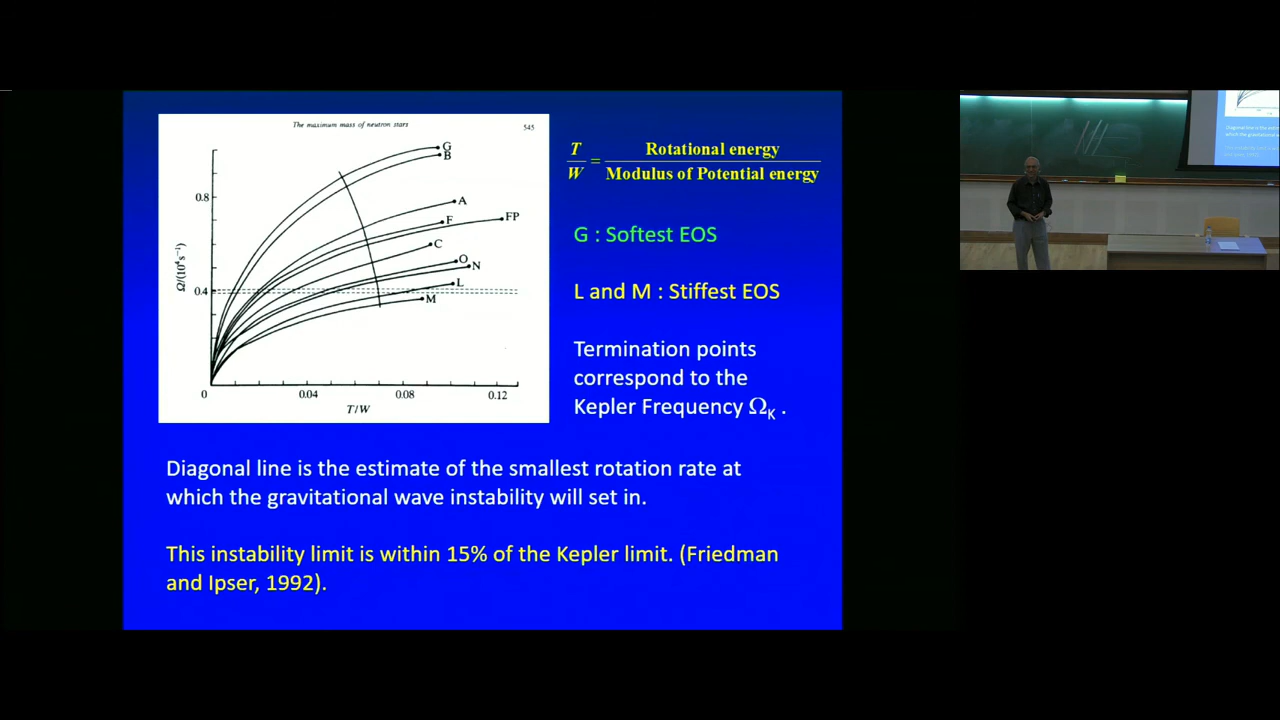 The maximum mass of neutron stars
545
G
B
A
FP
F
C
O
N
L
M
0.8
0.4
Ω/(10⁴s⁻¹)
0
0.04
0.08
0.12
T/W
T/W = Rotational energy / Modulus of Potential energy
G : Softest EOS
L and M : Stiffest EOS
Termination points
correspond to the
Kepler Frequency Ω_K .
Diagonal line is the estimate of the smallest rotation rate at
which the gravitational wave instability will set in.
This instability limit is within 15% of the Kepler limit. (Friedman
and Ipser, 1992).